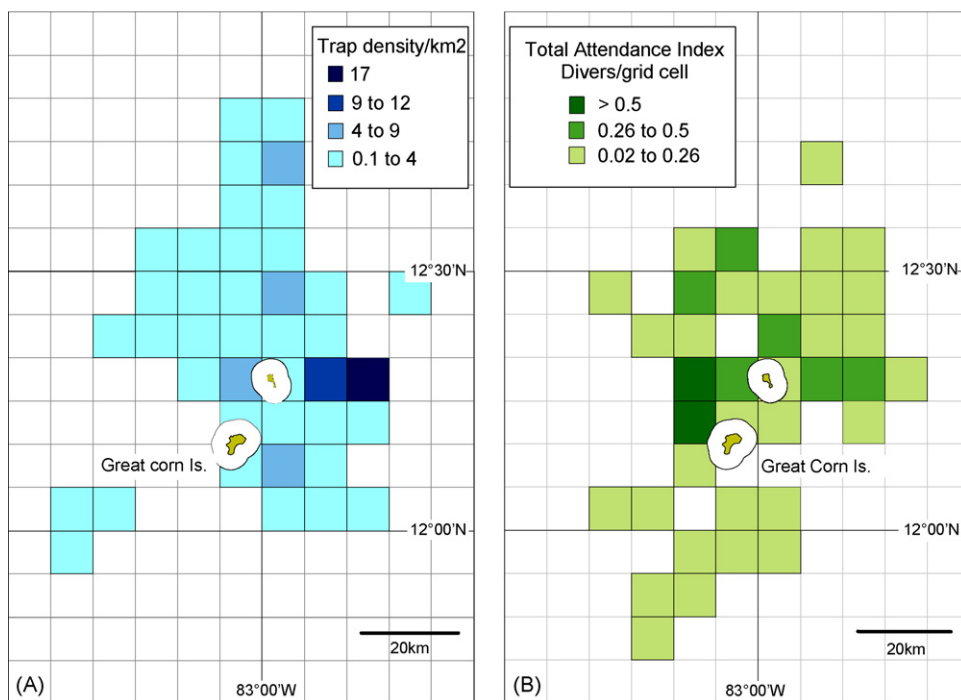 Trap density/km2
17
9 to 12
4 to 9
0.1 to 4
12°30'N
Great corn Is.
12°00'N
20km
(A)
83°00'W
Total Attendance Index
Divers/grid cell
> 0.5
0.26 to 0.5
0.02 to 0.26
12°30'N
Great Corn Is.
12°00'N
20km
(B)
83°00'W